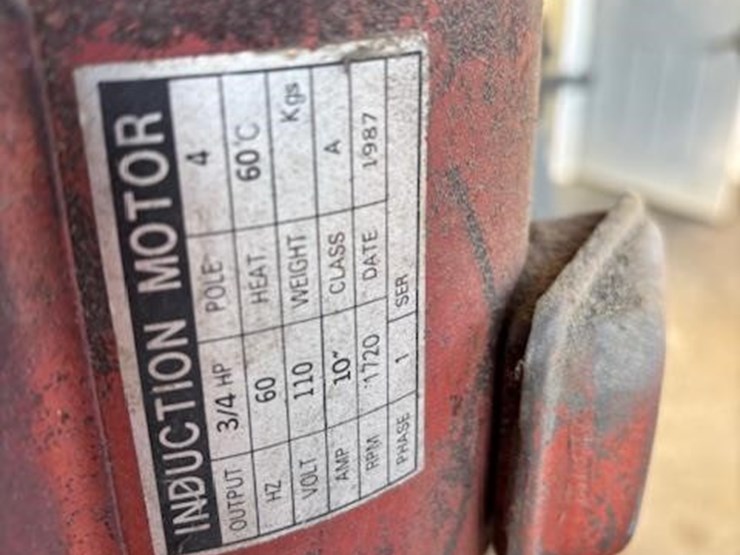 INDUCTION MOTOR
OUTPUT 3/4 HP POLE 4
HZ 60 HEAT 60°C
VOLT 110 WEIGHT Kgs
AMP 10" CLASS A
RPM 1720 DATE 1987
PHASE 1 SER